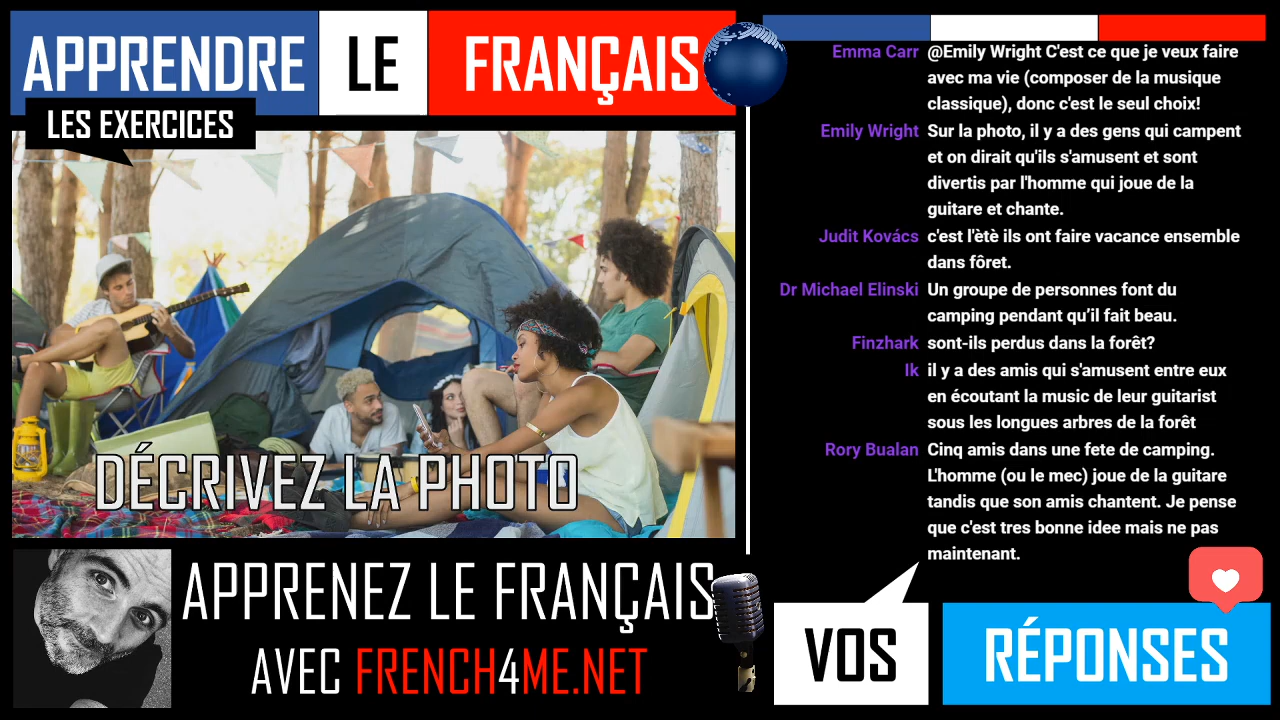 APPRENDRE LE FRANÇAIS
LES EXERCICES
DÉCRIVEZ LA PHOTO
APPRENEZ LE FRANÇAIS
AVEC FRENCH4ME.NET
Emma Carr @Emily Wright C'est ce que je veux faire
avec ma vie (composer de la musique
classique), donc c'est le seul choix!
Emily Wright Sur la photo, il y a des gens qui campent
et on dirait qu'ils s'amusent et sont
divertis par l'homme qui joue de la
guitare et chante.
Judit Kovács c'est l'ètè ils ont faire vacance ensemble
dans fôret.
Dr Michael Elinski Un groupe de personnes font du
camping pendant qu’il fait beau.
Finzhark sont-ils perdus dans la forêt?
Ik il y a des amis qui s'amusent entre eux
en écoutant la music de leur guitarist
sous les longues arbres de la forêt
Rory Bualan Cinq amis dans une fete de camping.
L'homme (ou le mec) joue de la guitare
tandis que son amis chantent. Je pense
que c'est tres bonne idee mais ne pas
maintenant.
VOS RÉPONSES